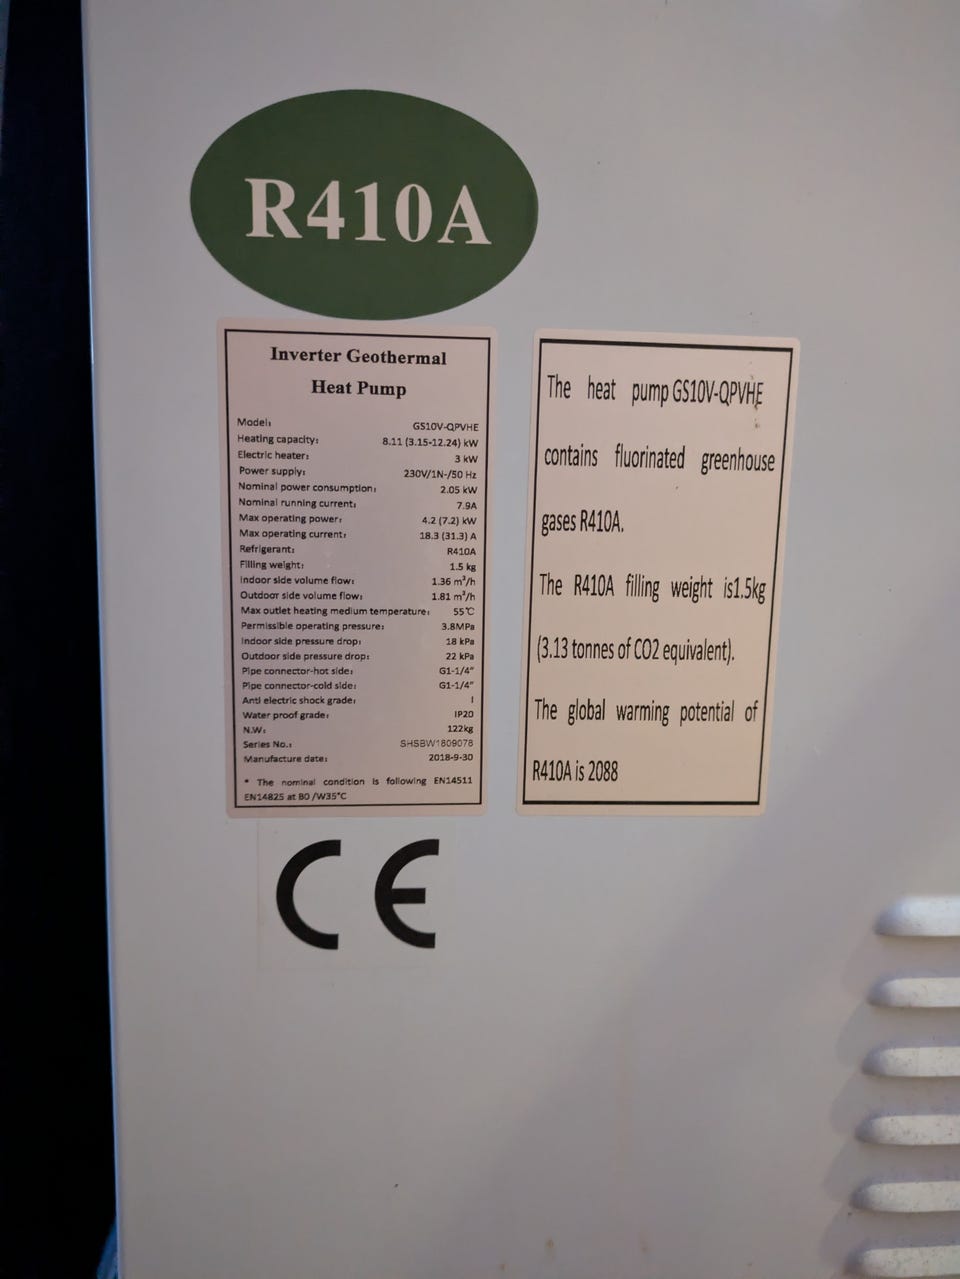 R410A
Inverter Geothermal
Heat Pump
Model: GS10V-QPVHE
Heating capacity: 8.11 (3.15-12.24) kW
Electric heater: 3 kW
Power supply: 230V/1N~/50 Hz
Nominal power consumption: 2.05 kW
Nominal running current: 7.9A
Max operating power: 4.2 (7.2) kW
Max operating current: 18.3 (31.3) A
Refrigerant: R410A
Filling weight: 1.5 kg
Indoor side volume flow: 1.36 m³/h
Outdoor side volume flow: 1.81 m³/h
Max outlet heating medium temperature: 55℃
Permissible operating pressure: 3.8MPa
Indoor side pressure drop: 18 kPa
Outdoor side pressure drop: 22 kPa
Pipe connector-hot side: G1-1/4"
Pipe connector-cold side: G1-1/4"
Anti electric shock grade: I
Water proof grade: IP20
N.W: 122kg
Series No.: SHSBW1809078
Manufacture date: 2018-9-30
* The nominal condition is following EN14511
EN14825 at B0 /W35°C
The heat pump GS10V-QPVHE
contains fluorinated greenhouse
gases R410A.
The R410A filling weight is1.5kg
(3.13 tonnes of CO2 equivalent).
The global warming potential of
R410A is 2088
CE